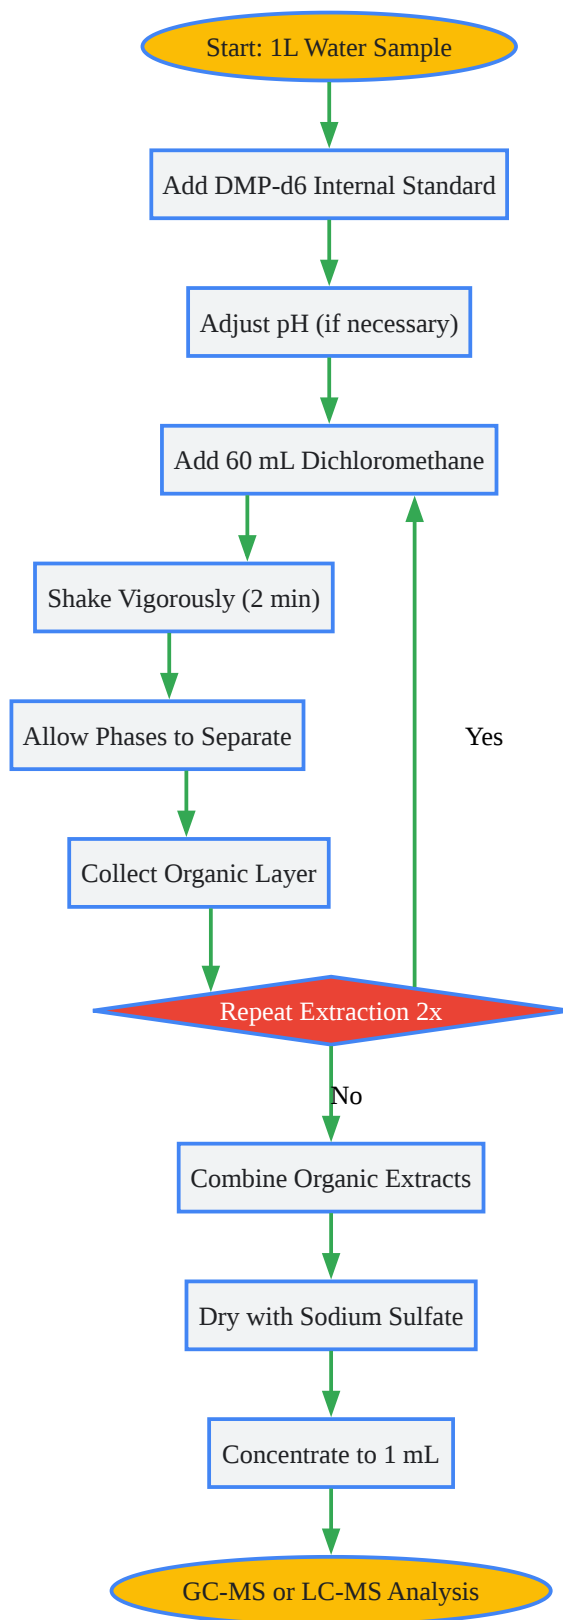 Start: 1L Water Sample
Add DMP-d6 Internal Standard
Adjust pH (if necessary)
Add 60 mL Dichloromethane
Shake Vigorously (2 min)
Allow Phases to Separate
Yes
Collect Organic Layer
Repeat Extraction 2x
No
Combine Organic Extracts
Dry with Sodium Sulfate
Concentrate to 1 mL
GC-MS or LC-MS Analysis